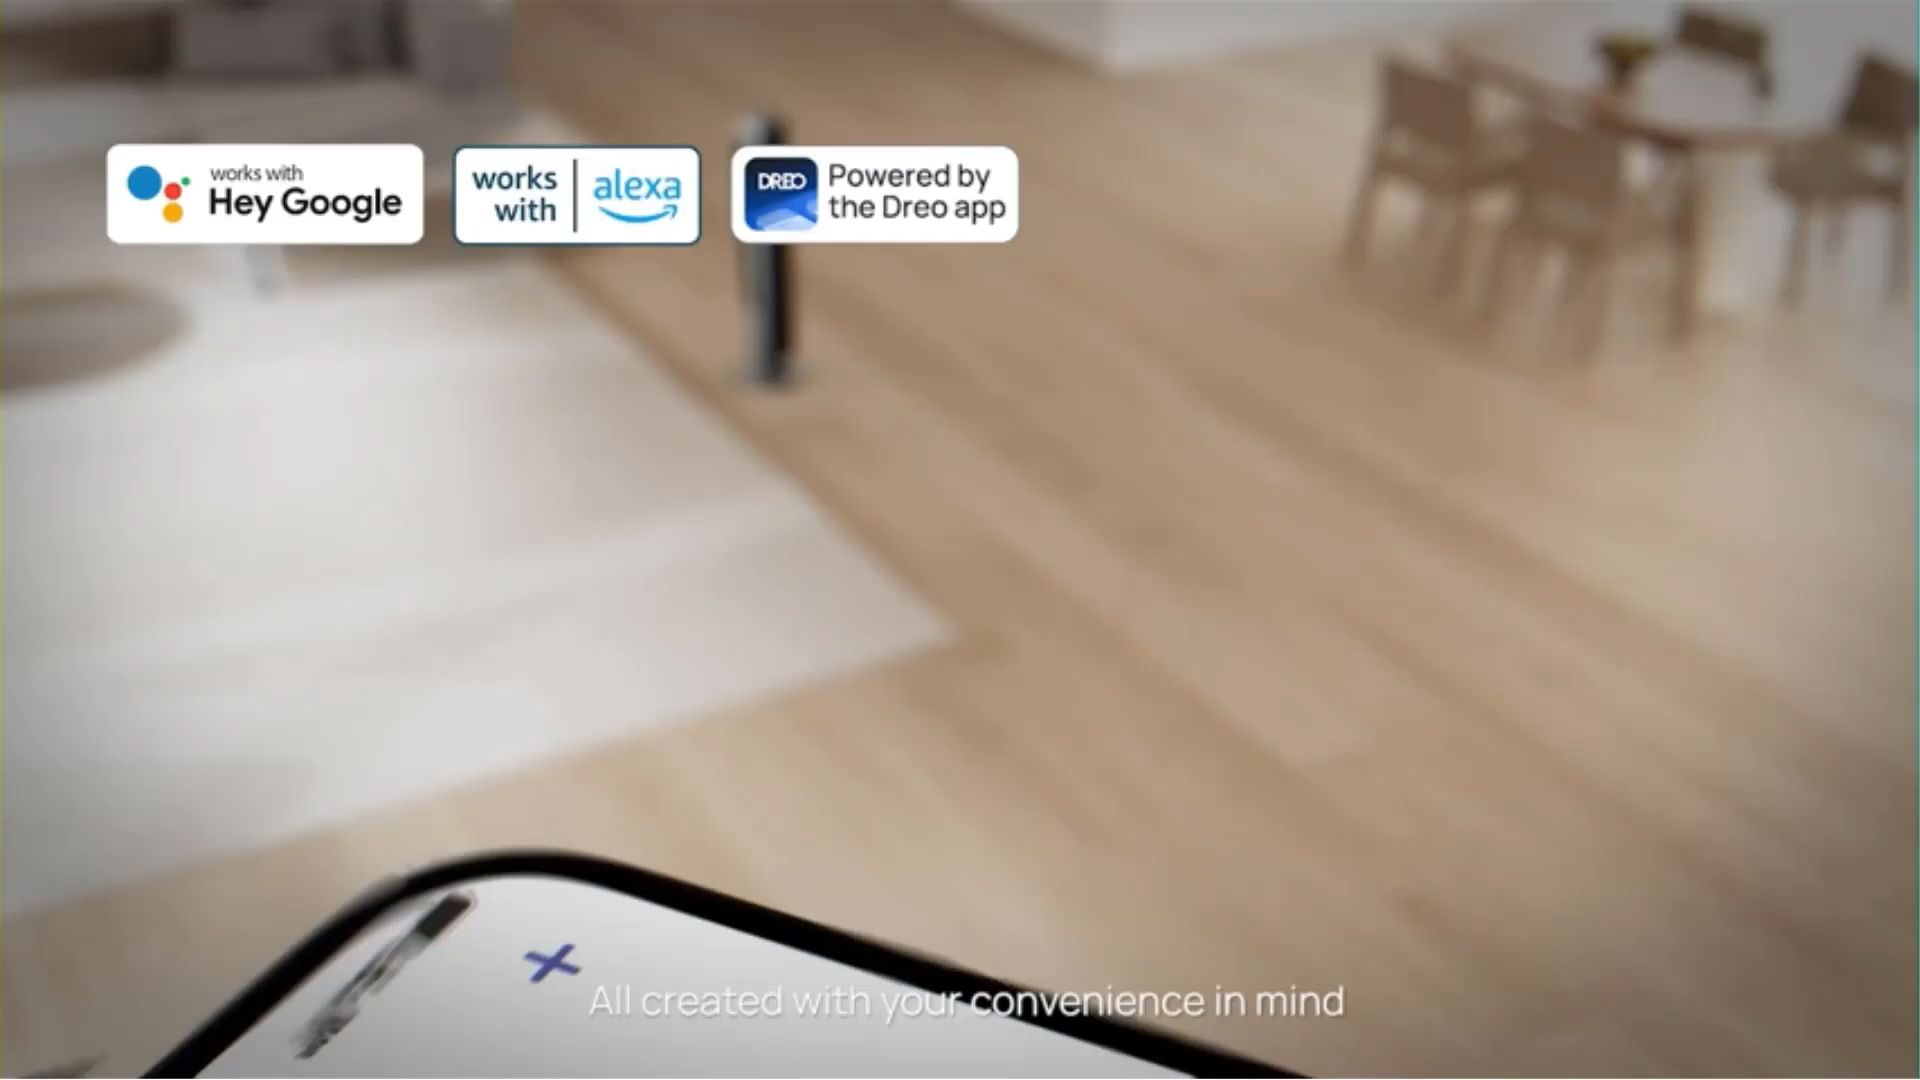 works with
Hey Google
works
with
alexa
DREO
Powered by
the Dreo app
All created with your convenience in mind